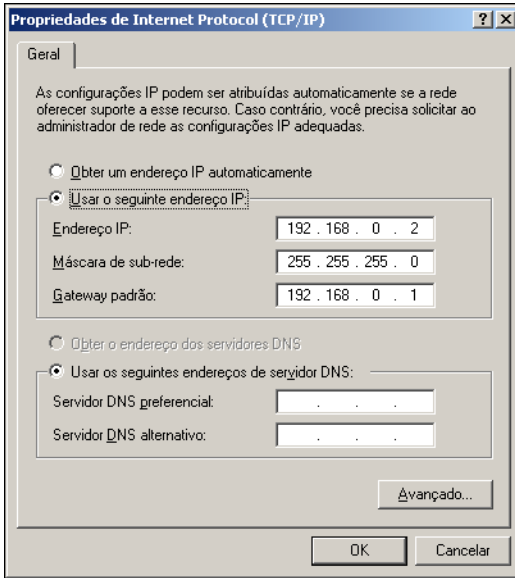 Propriedades de Internet Protocol (TCP/IP)
Geral
As configurações IP podem ser atribuídas automaticamente se a rede
oferecer suporte a esse recurso. Caso contrário, você precisa solicitar ao
administrador de rede as configurações IP adequadas.
Obter um endereço IP automaticamente
Usar o seguinte endereço IP:
Endereço IP: 192 . 168 . 0 . 2
Máscara de sub-rede: 255 . 255 . 255 . 0
Gateway padrão: 192 . 168 . 0 . 1
Obter o endereço dos servidores DNS
Usar os seguintes endereços de servidor DNS:
Servidor DNS preferencial: . . .
Servidor DNS alternativo: . . .
Avançado...
OK Cancelar